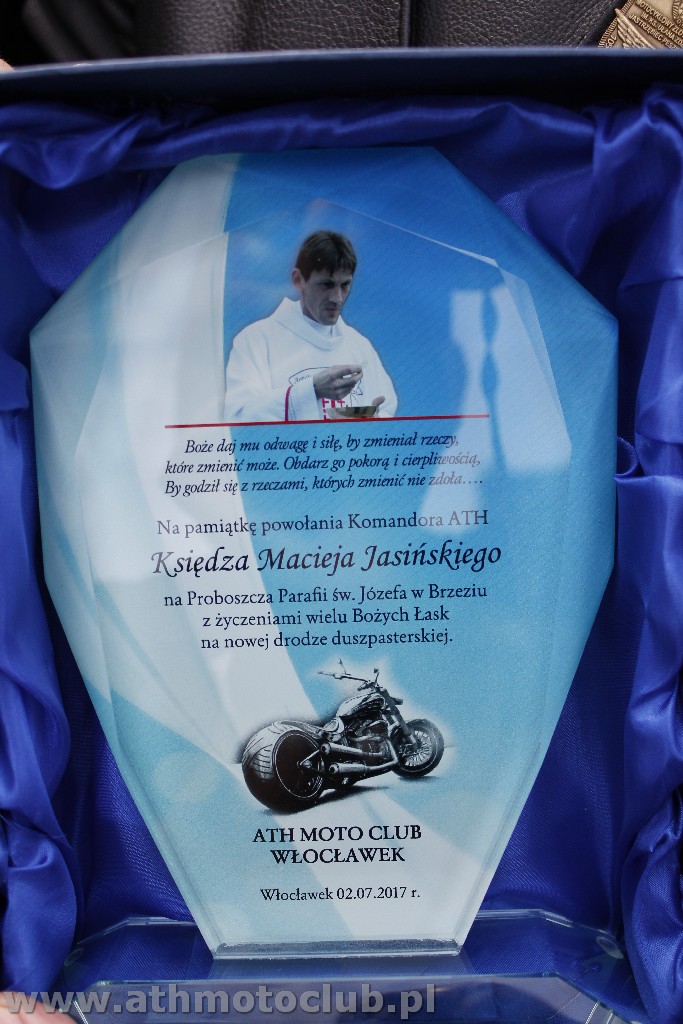 Boże daj mu odwagę i siłę, by zmieniał rzeczy,
które zmienić może. Obdarz go pokorą i cierpliwością,
By godził się z rzeczami, których zmienić nie zdoła....
Na pamiątkę powołania Komandora ATH
Księdza Macieja Jasińskiego
na Proboszcza Parafii św. Józefa w Brzeziu
z życzeniami wielu Bożych Łask
na nowej drodze duszpasterskiej.
ATH MOTO CLUB
WŁOCŁAWEK
Włocławek 02.07.2017 r.
www.athmotoclub.pl